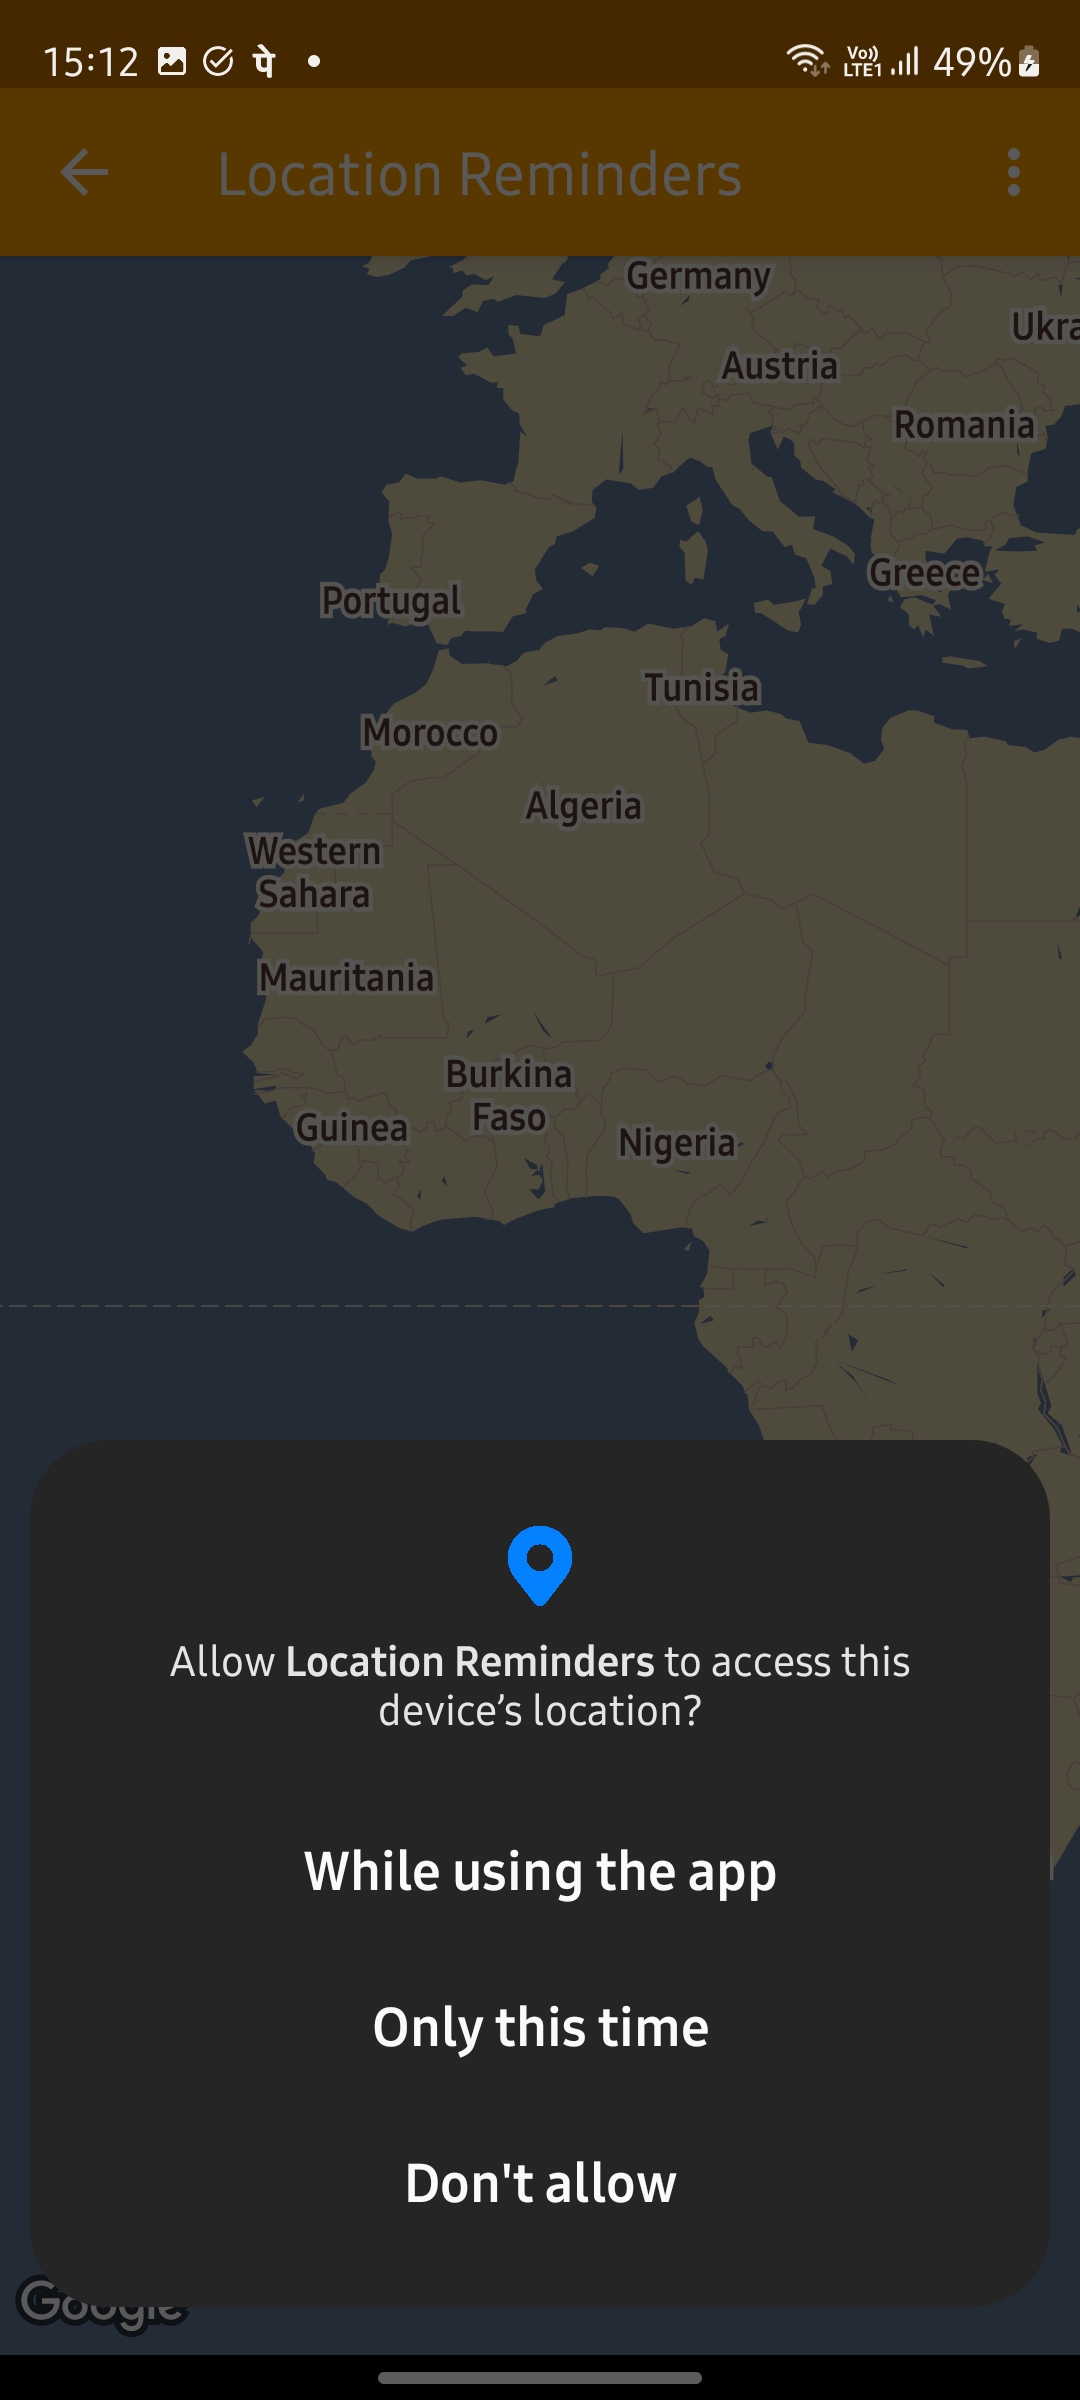 15:12 पे Vo)) LTE1 49%
Location Reminders
Germany
Ukra
Austria
Romania
Greece
Portugal
Tunisia
Morocco
Algeria
Western
Sahara
Mauritania
Burkina
Faso
Guinea
Nigeria
Allow Location Reminders to access this
device’s location?
While using the app
Only this time
Don't allow
Google